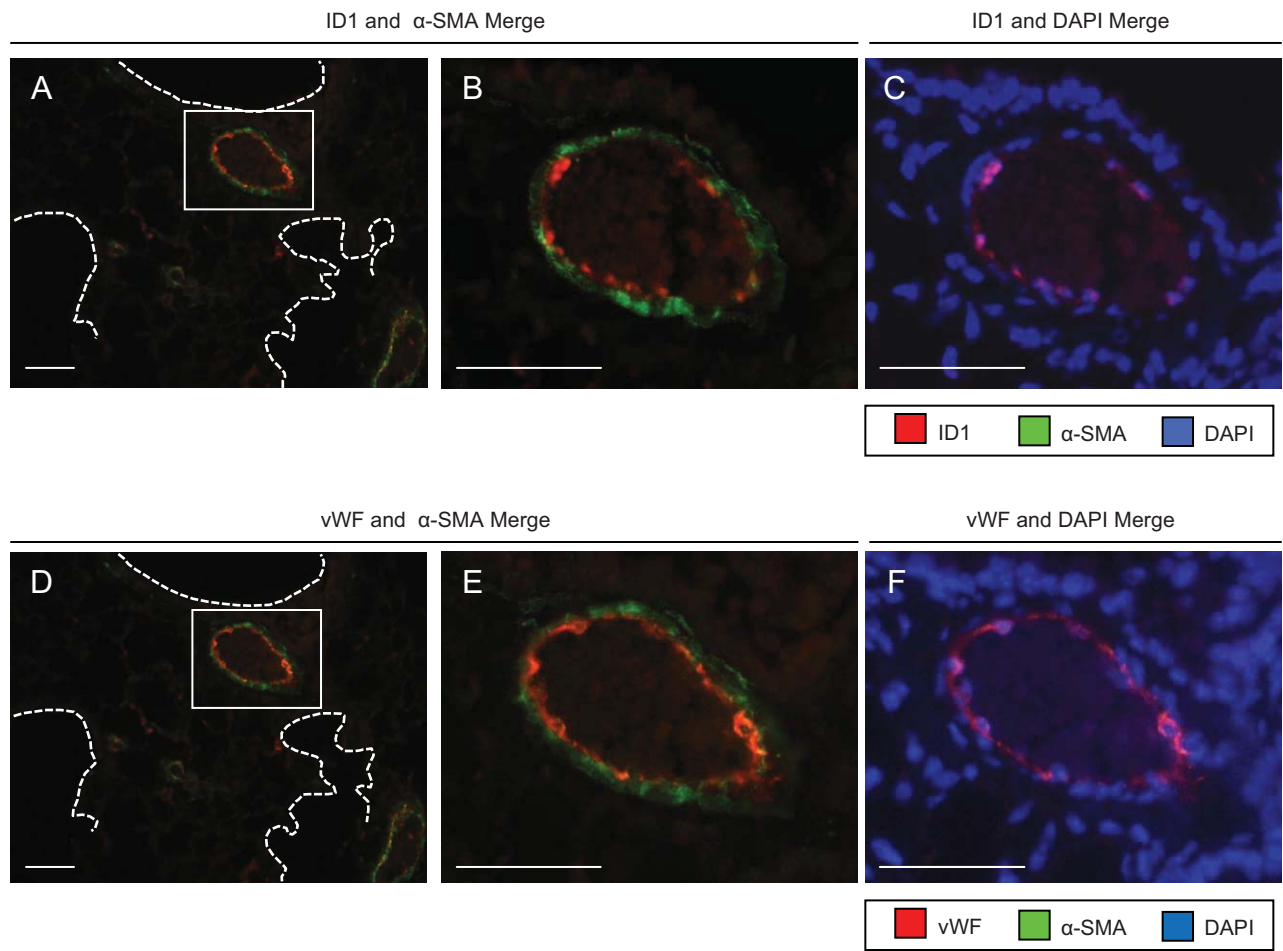 ID1 and α-SMA Merge
ID1 and DAPI Merge
A
B
C
ID1
α-SMA
DAPI
vWF and α-SMA Merge
vWF and DAPI Merge
D
E
F
vWF
α-SMA
DAPI